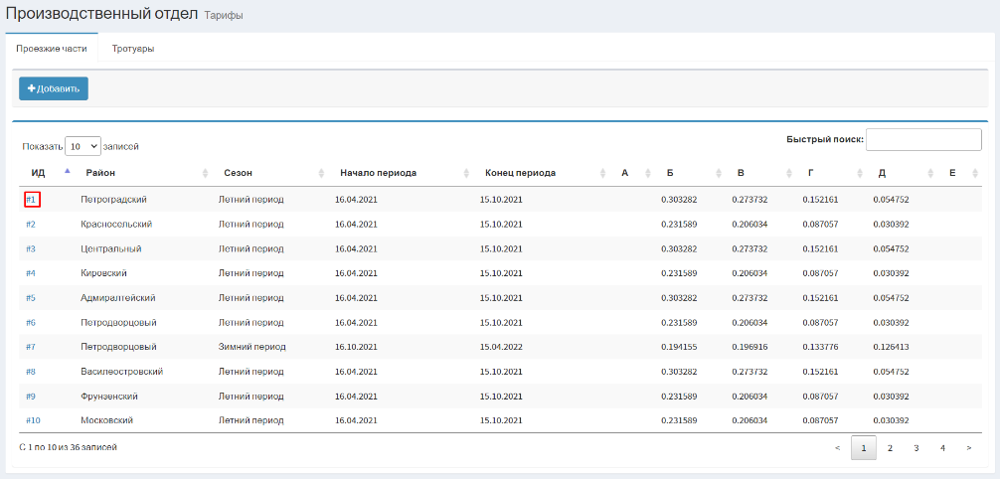 Производственный отдел Тарифы
Проезжие части Тротуары
Добавить
Показать 10 записей Быстрый поиск:
ИД Район Сезон Начало периода Конец периода А Б В Г Д Е
#1 Петроградский Летний период 16.04.2021 15.10.2021 0.303282 0.273732 0.152161 0.054752
#2 Красносельский Летний период 16.04.2021 15.10.2021 0.231589 0.206034 0.087057 0.030392
#3 Центральный Летний период 16.04.2021 15.10.2021 0.303282 0.273732 0.152161 0.054752
#4 Кировский Летний период 16.04.2021 15.10.2021 0.231589 0.206034 0.087057 0.030392
#5 Адмиралтейский Летний период 16.04.2021 15.10.2021 0.303282 0.273732 0.152161 0.054752
#6 Петродворцовый Летний период 16.04.2021 15.10.2021 0.231589 0.206034 0.087057 0.030392
#7 Петродворцовый Зимний период 16.10.2021 15.04.2022 0.194155 0.196916 0.133776 0.126413
#8 Василеостровский Летний период 16.04.2021 15.10.2021 0.303282 0.273732 0.152161 0.054752
#9 Фрунзенский Летний период 16.04.2021 15.10.2021 0.231589 0.206034 0.087057 0.030392
#10 Московский Летний период 16.04.2021 15.10.2021 0.231589 0.206034 0.087057 0.030392
С 1 по 10 из 36 записей < 1 2 3 4 >